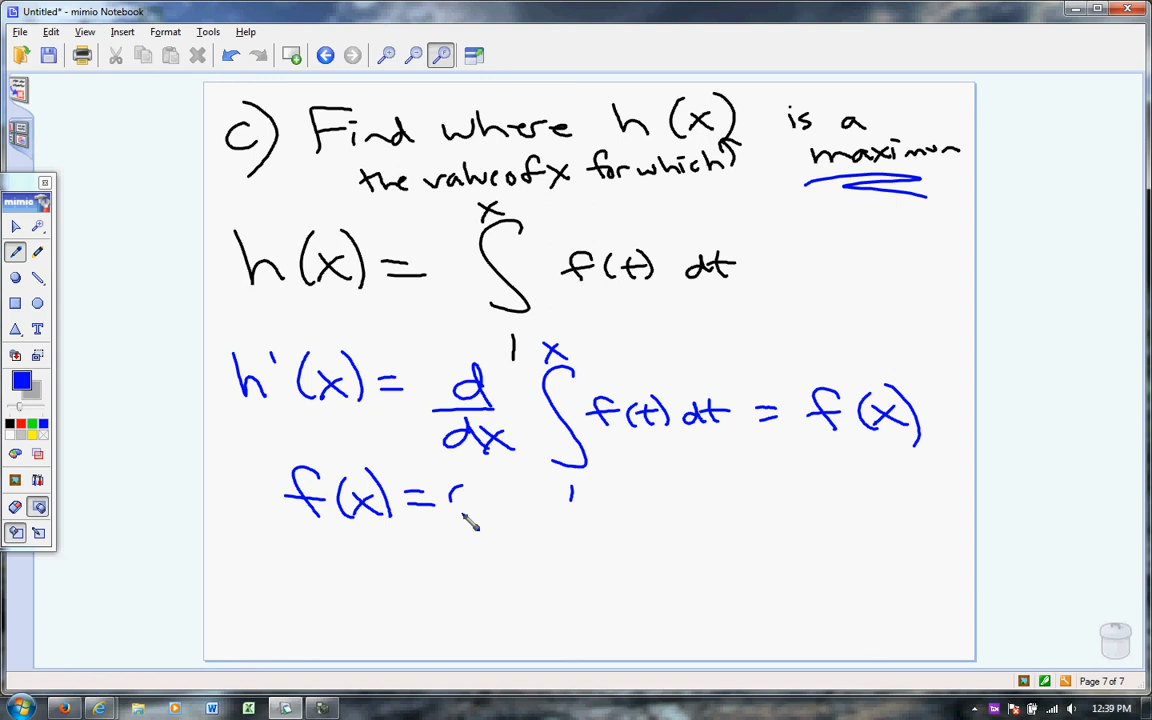 Untitled* - mimio Notebook
File Edit View Insert Format Tools Help
c) Find where h(x) is a maximum
the value of x for which
h(x) = ∫₁ˣ f(t) dt
h'(x) = d/dx ∫₁ˣ f(t) dt = f(x)
f(x) =
mimio
T
Page 7 of 7
12:39 PM